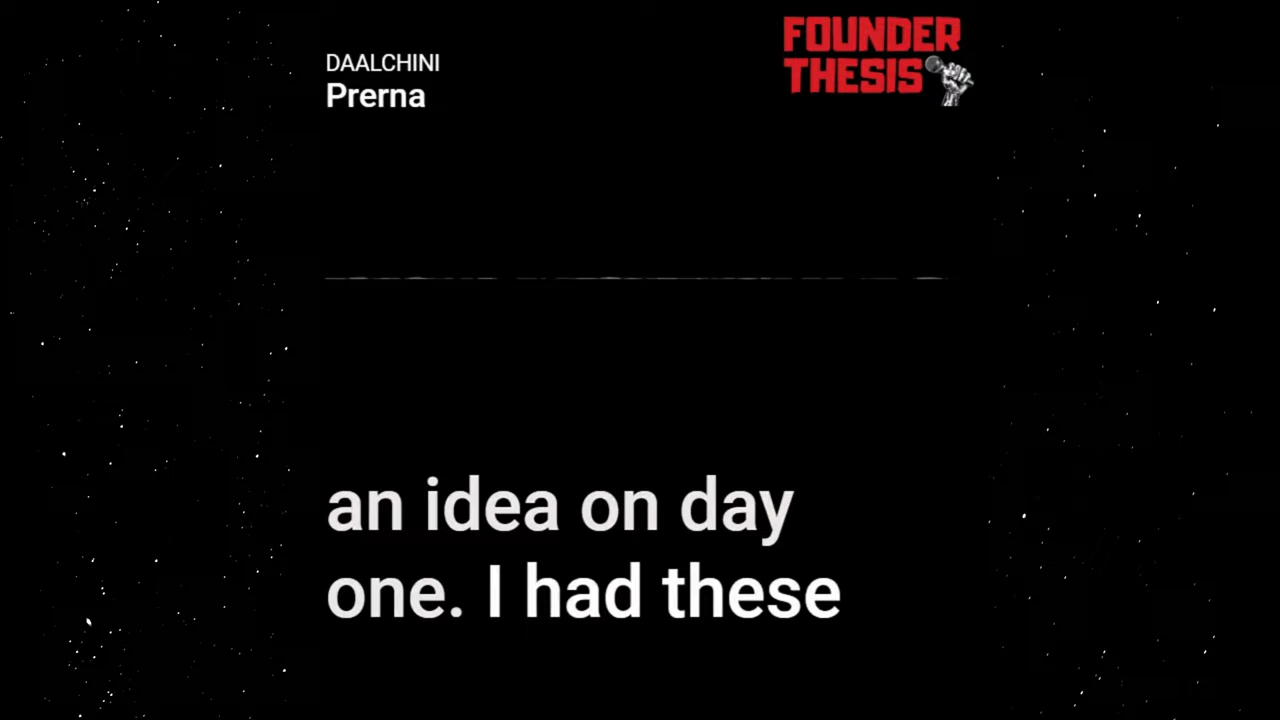 DAALCHINI
Prerna
FOUNDER
THESIS
an idea on day
one. I had these